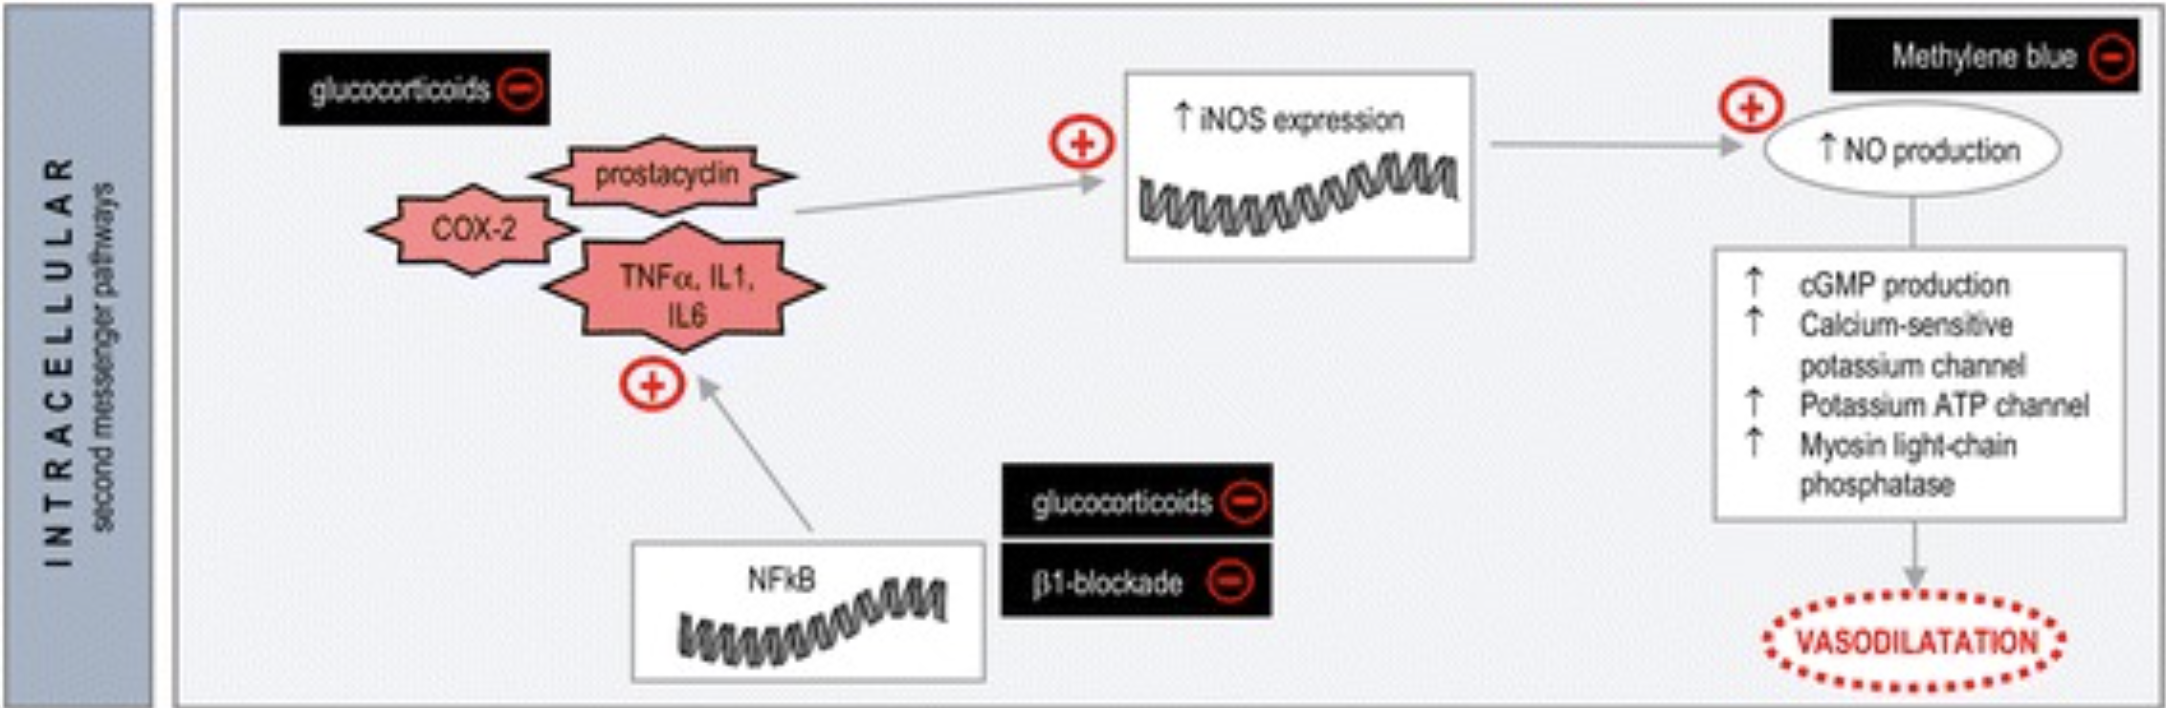 INTRACELLULAR
second messenger pathways
glucocorticoids
prostacyclin
COX-2
TNFα, IL1,
IL6
NFkB
glucocorticoids
β1-blockade
↑ iNOS expression
Methylene blue
↑ NO production
↑ cGMP production
↑ Calcium-sensitive
potassium channel
↑ Potassium ATP channel
↑ Myosin light-chain
phosphatase
VASODILATATION